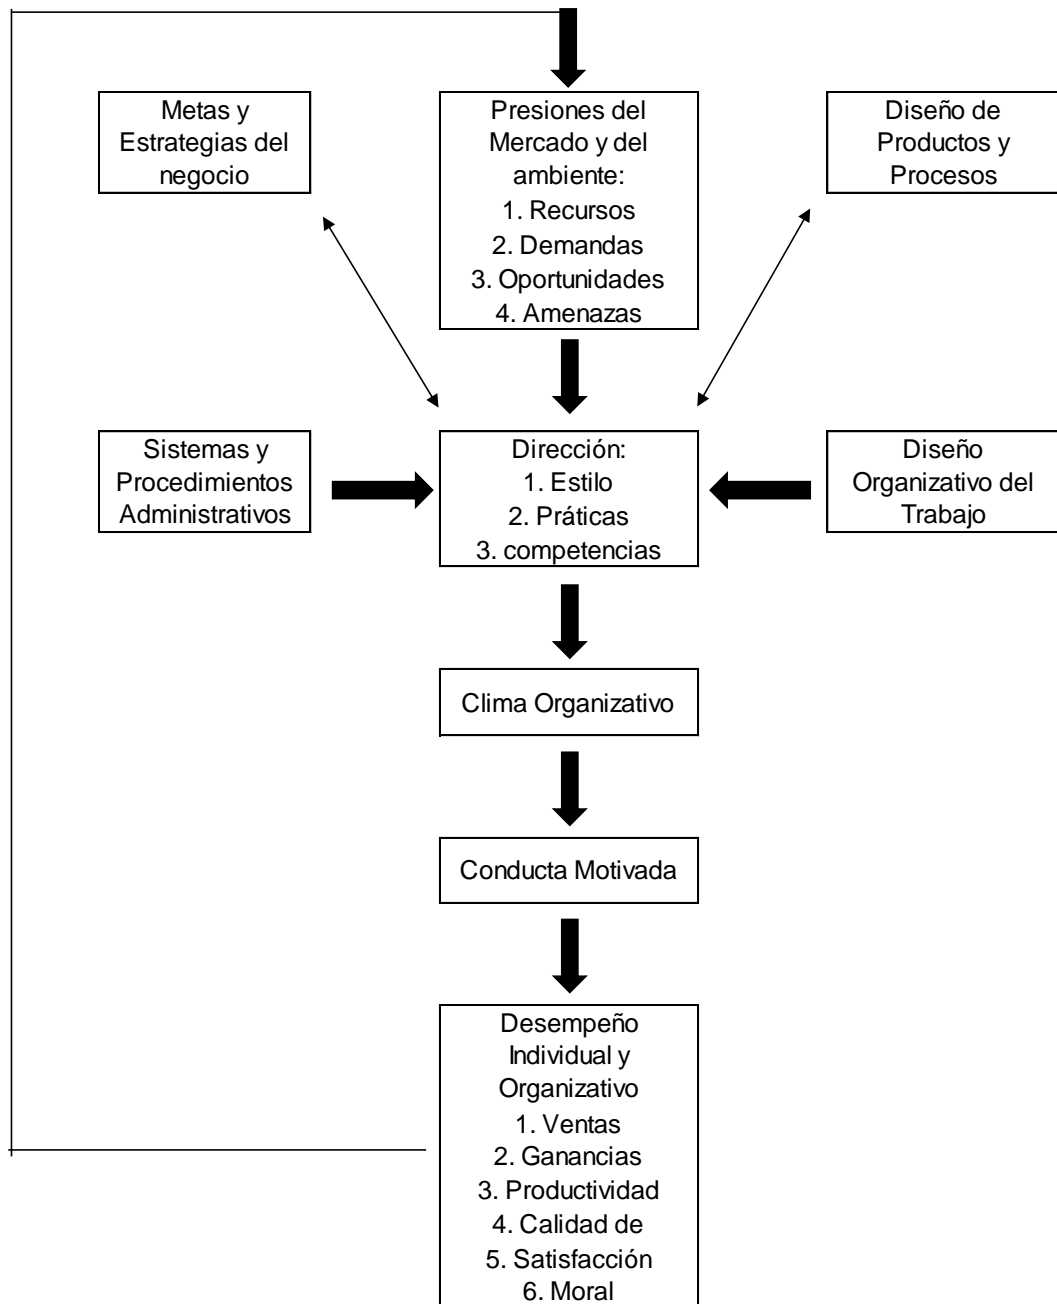 Metas y
Estrategias del
negocio
Presiones del
Mercado y del
ambiente:
1. Recursos
2. Demandas
3. Oportunidades
4. Amenazas
Diseño de
Productos y
Procesos
Sistemas y
Procedimientos
Administrativos
Dirección:
1. Estilo
2. Práticas
3. competencias
Diseño
Organizativo del
Trabajo
Clima Organizativo
Conducta Motivada
Desempeño
Individual y
Organizativo
1. Ventas
2. Ganancias
3. Productividad
4. Calidad de
5. Satisfacción
6. Moral